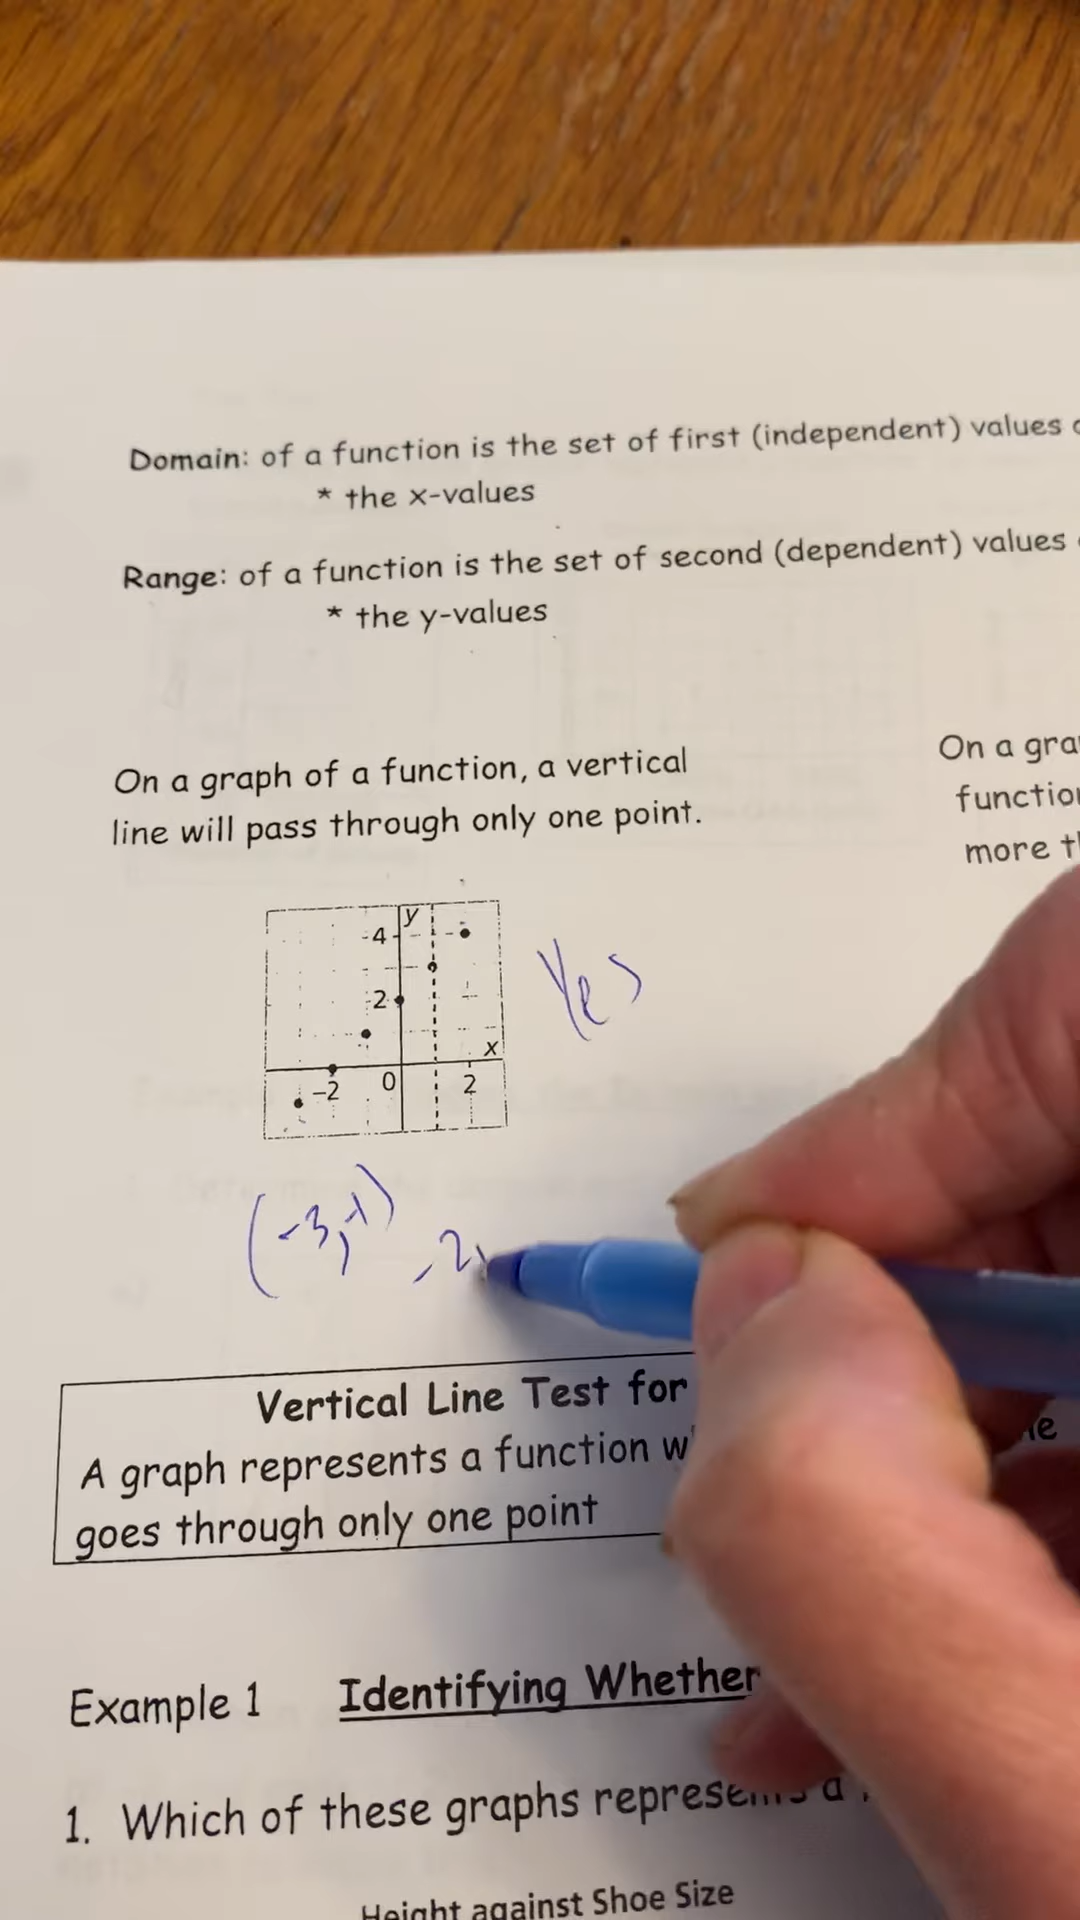 Domain: of a function is the set of first (independent) values
* the x-values
Range: of a function is the set of second (dependent) values
* the y-values
On a graph of a function, a vertical
line will pass through only one point.
On a gra
function
more th
y
4
2
x
-2
0
2
Yes
(-3,-1)
-2,
Vertical Line Test for
A graph represents a function w
goes through only one point
Example 1 Identifying Whether
1. Which of these graphs represents a
Height against Shoe Size